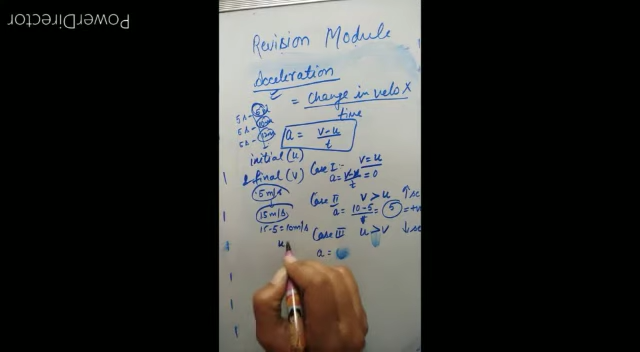 PowerDirector
Revision Module
Acceleration
= Change in velo
time
a = v-u
t
initial (u)
final (v)
5m/s
15m/s
15-5=10m/s
u
Case I :- v=u
a= v-u = 0
t
Case II v>u
a= 10-5 = 5 = +v
Case III u>v
a=